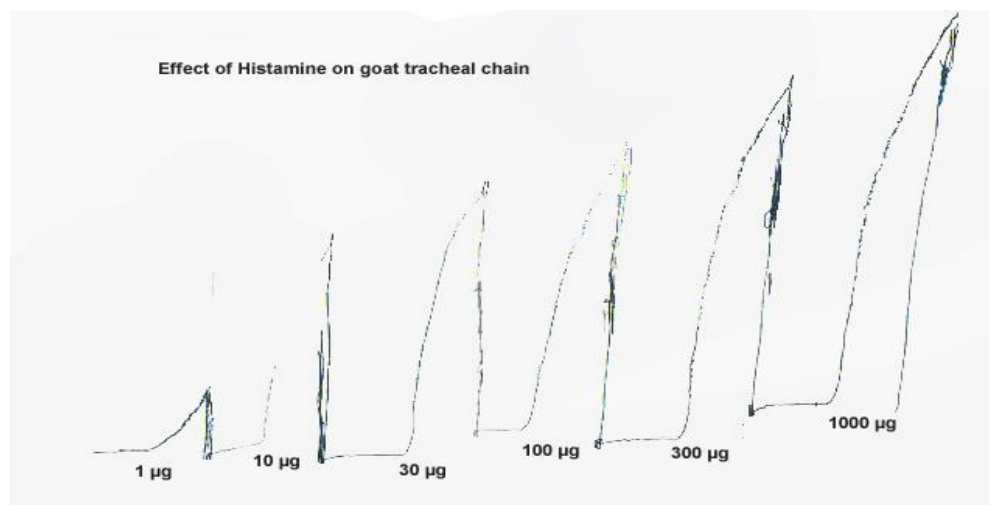 Effect of Histamine on goat tracheal chain
1 µg
10 µg
30 µg
100 µg
300 µg
1000 µg